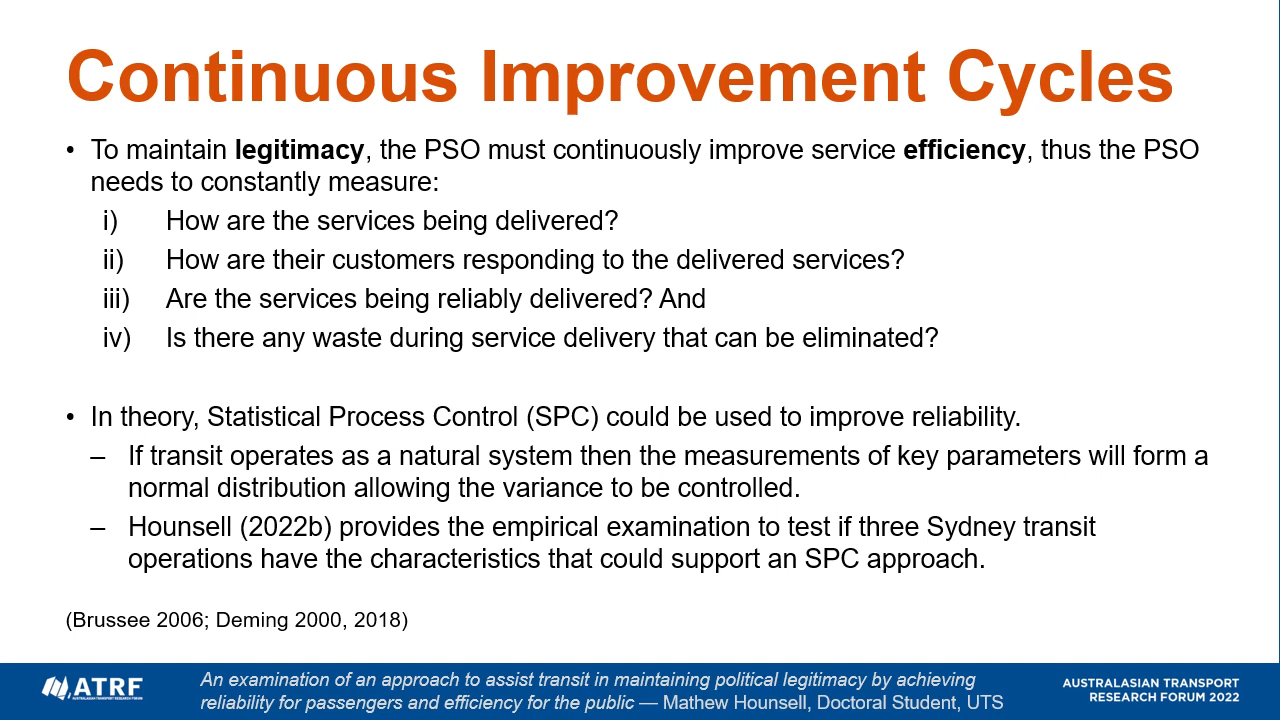 Continuous Improvement Cycles
• To maintain legitimacy, the PSO must continuously improve service efficiency, thus the PSO
needs to constantly measure:
i) How are the services being delivered?
ii) How are their customers responding to the delivered services?
iii) Are the services being reliably delivered? And
iv) Is there any waste during service delivery that can be eliminated?
• In theory, Statistical Process Control (SPC) could be used to improve reliability.
– If transit operates as a natural system then the measurements of key parameters will form a
normal distribution allowing the variance to be controlled.
– Hounsell (2022b) provides the empirical examination to test if three Sydney transit
operations have the characteristics that could support an SPC approach.
(Brussee 2006; Deming 2000, 2018)
ATRF
AUSTRALASIAN TRANSPORT RESEARCH FORUM
An examination of an approach to assist transit in maintaining political legitimacy by achieving
reliability for passengers and efficiency for the public — Mathew Hounsell, Doctoral Student, UTS
AUSTRALASIAN TRANSPORT
RESEARCH FORUM 2022